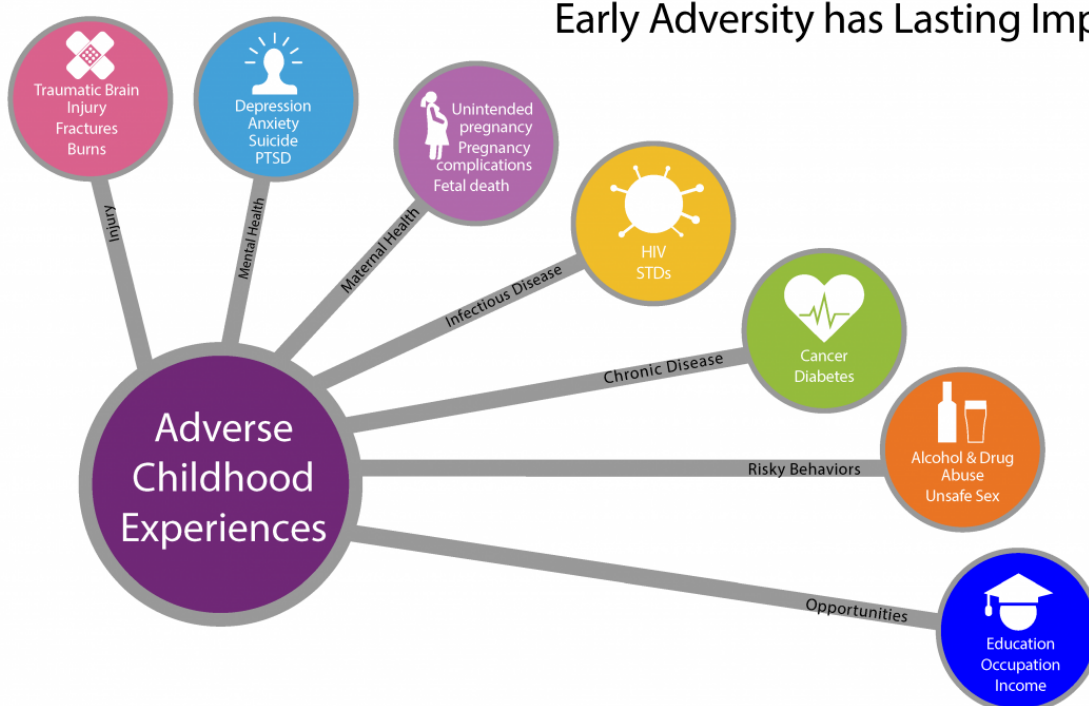 Early Adversity has Lasting Imp
Traumatic Brain
Injury
Fractures
Burns
Injury
Depression
Anxiety
Suicide
PTSD
Mental Health
Unintended
pregnancy
Pregnancy
complications
Fetal death
Maternal Health
HIV
STDs
Infectious Disease
Cancer
Diabetes
Chronic Disease
Alcohol & Drug
Abuse
Unsafe Sex
Risky Behaviors
Education
Occupation
Income
Opportunities
Adverse
Childhood
Experiences